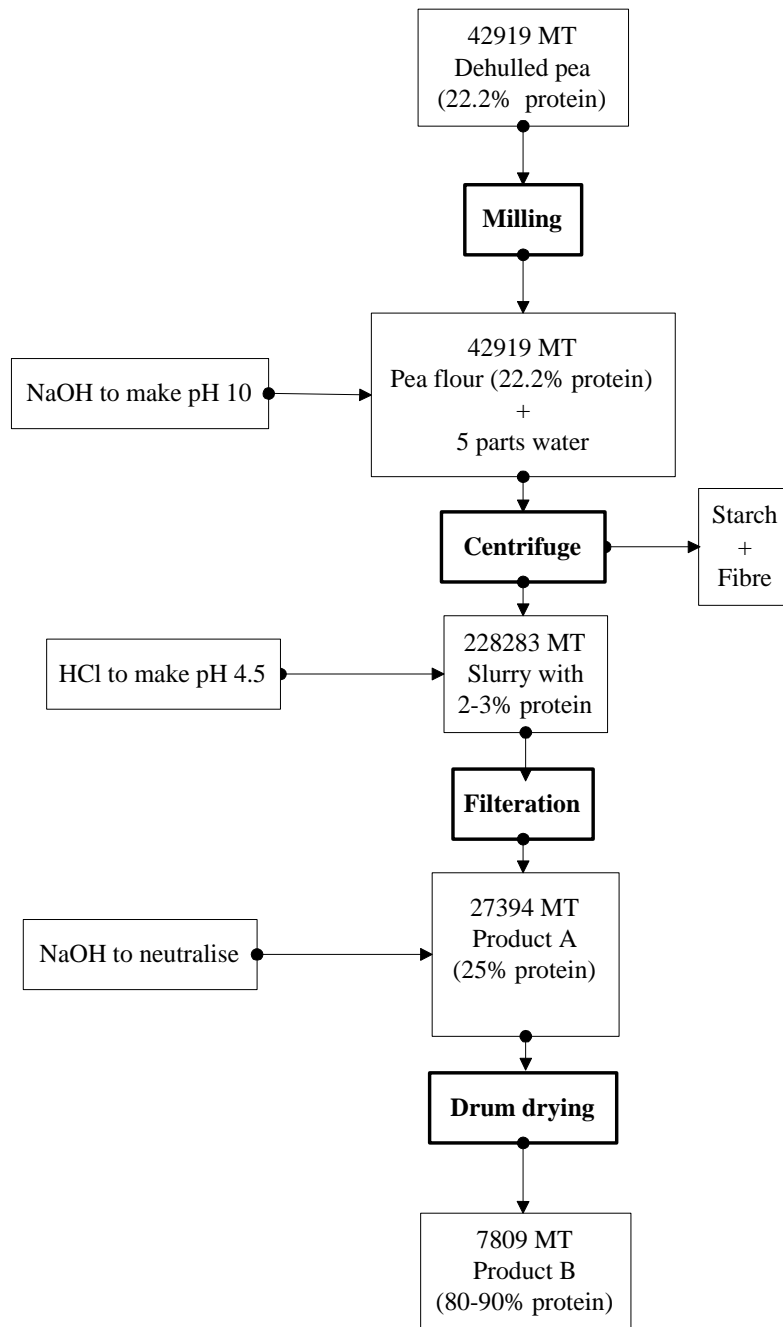 42919 MT
Dehulled pea
(22.2% protein)
Milling
42919 MT
Pea flour (22.2% protein)
+
5 parts water
NaOH to make pH 10
Centrifuge
Starch
+
Fibre
228283 MT
Slurry with
2-3% protein
HCl to make pH 4.5
Filteration
27394 MT
Product A
(25% protein)
NaOH to neutralise
Drum drying
7809 MT
Product B
(80-90% protein)